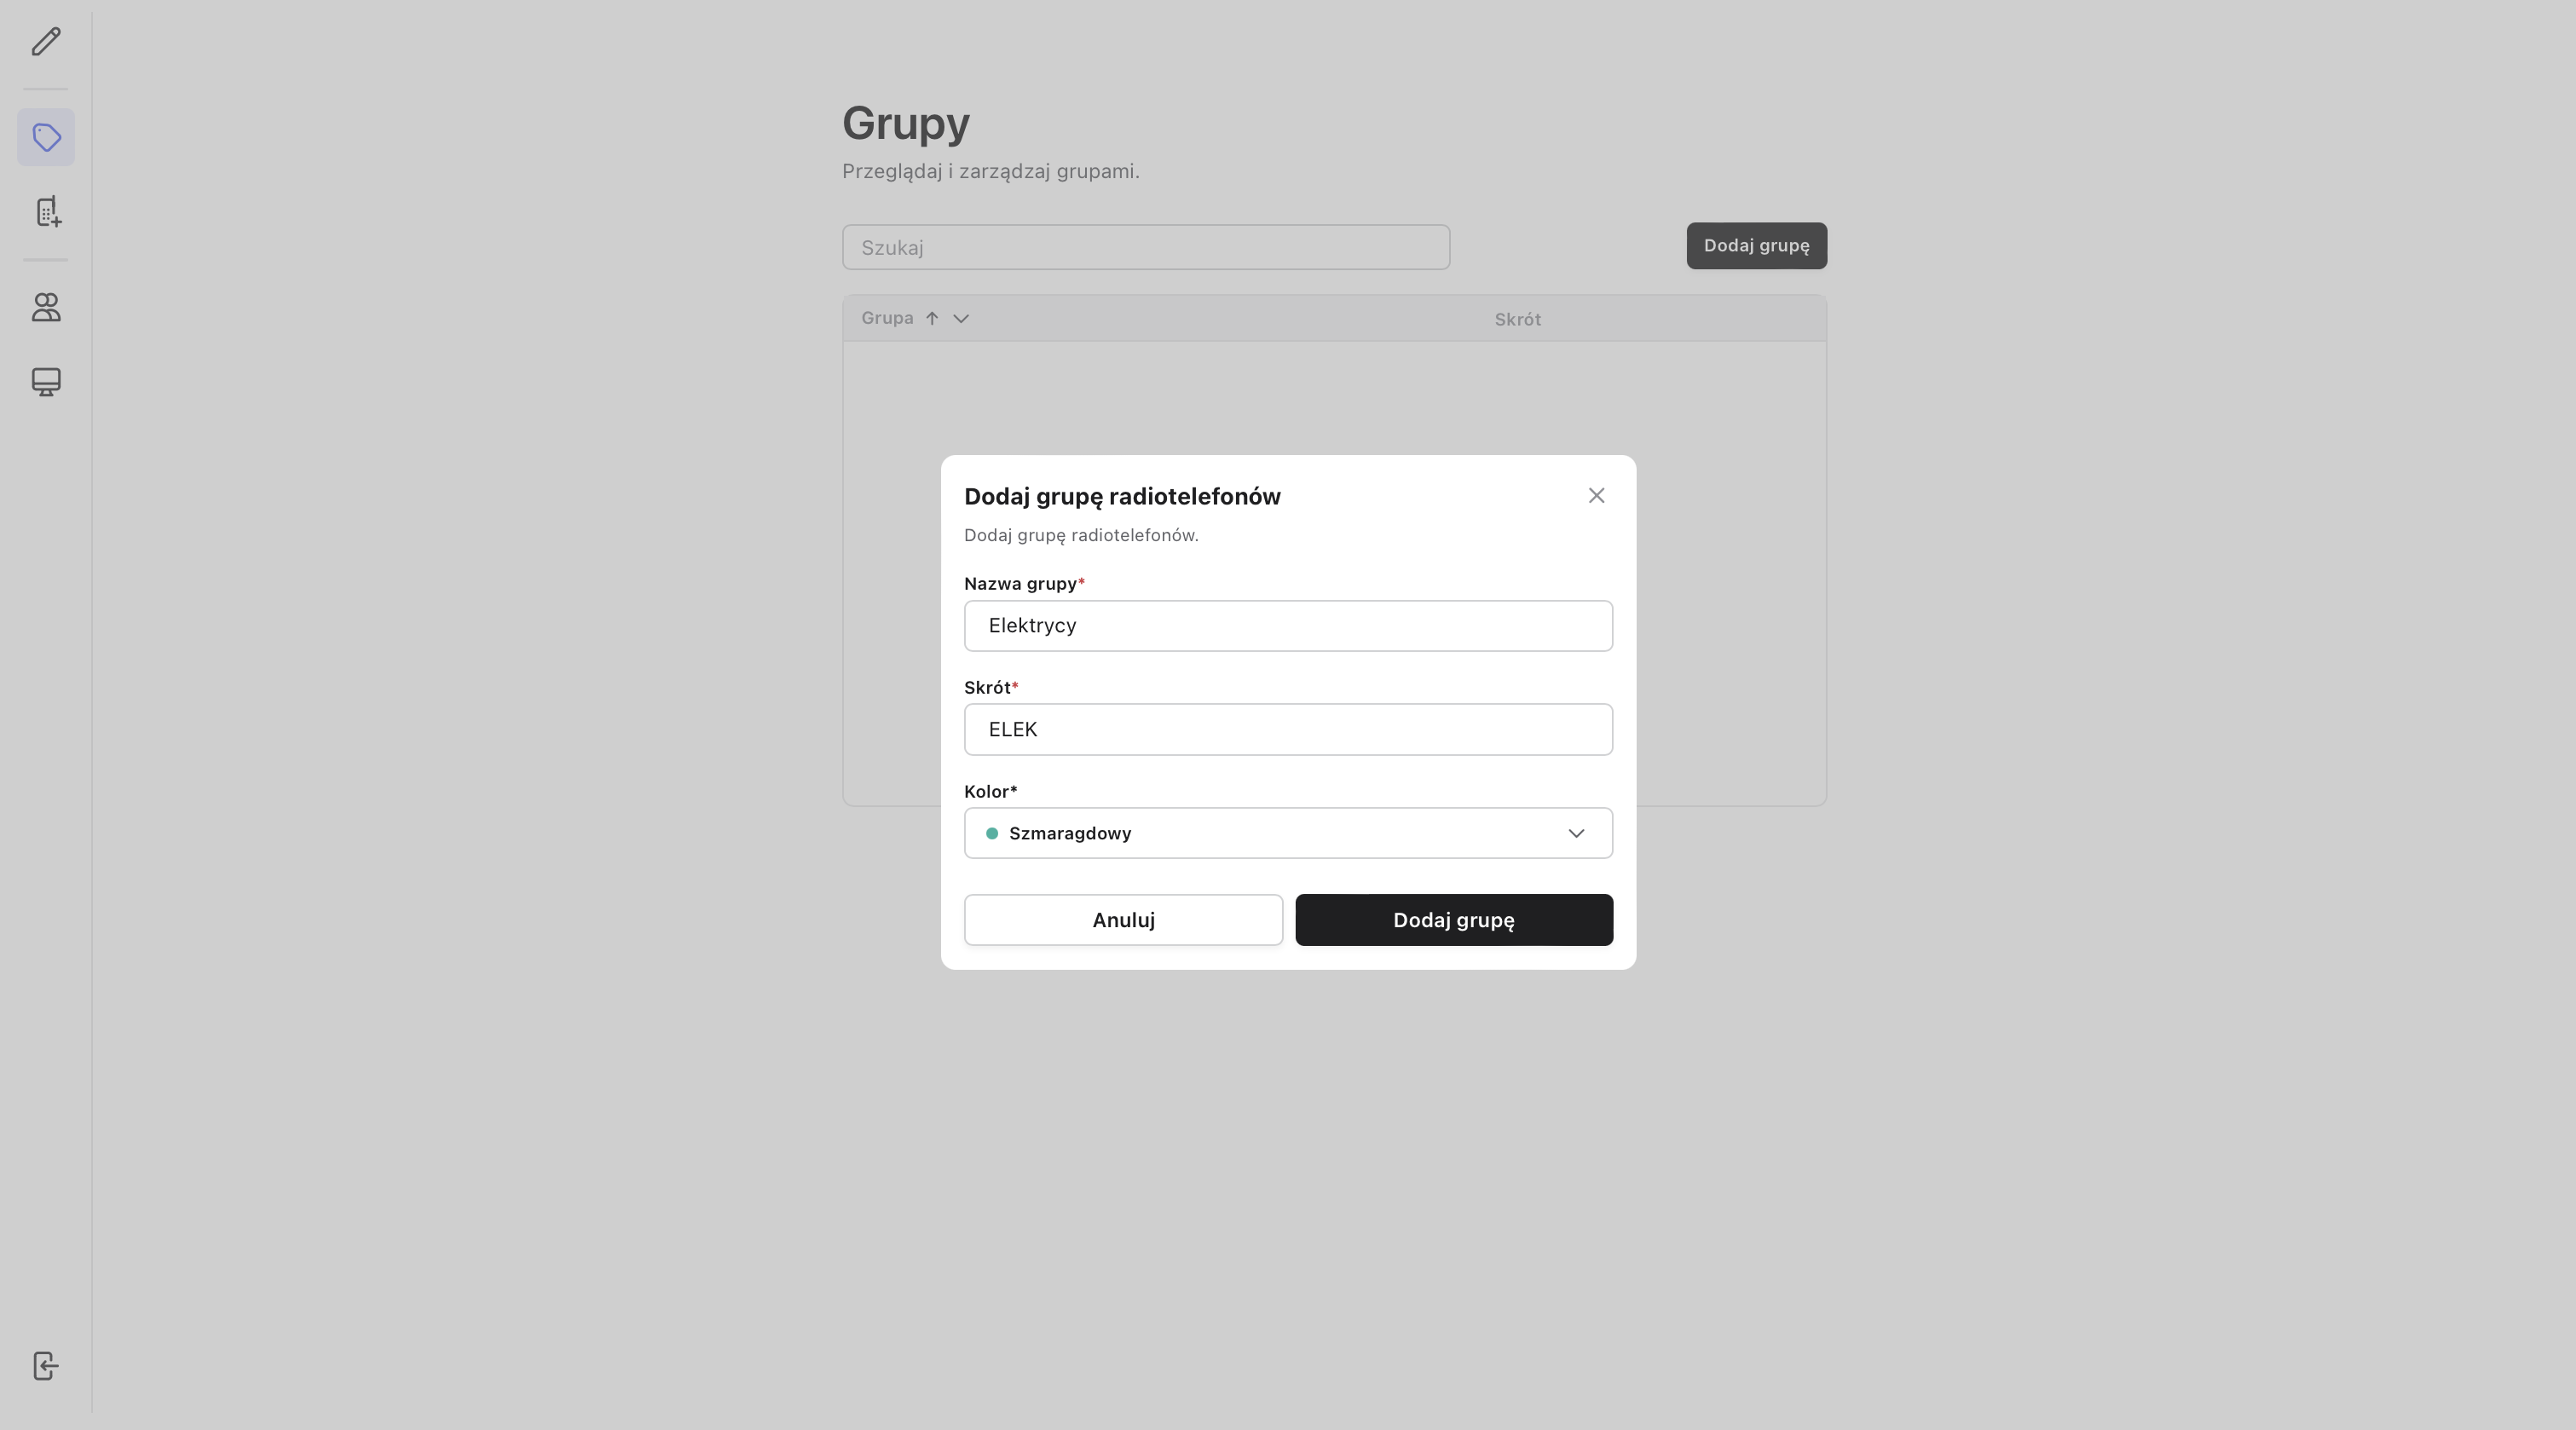 Grupy
Przeglądaj i zarządzaj grupami.
Szukaj
Dodaj grupę
Grupa
Skrót
Dodaj grupę radiotelefonów
Dodaj grupę radiotelefonów.
Nazwa grupy*
Elektrycy
Skrót*
ELEK
Kolor*
Szmaragdowy
Anuluj
Dodaj grupę